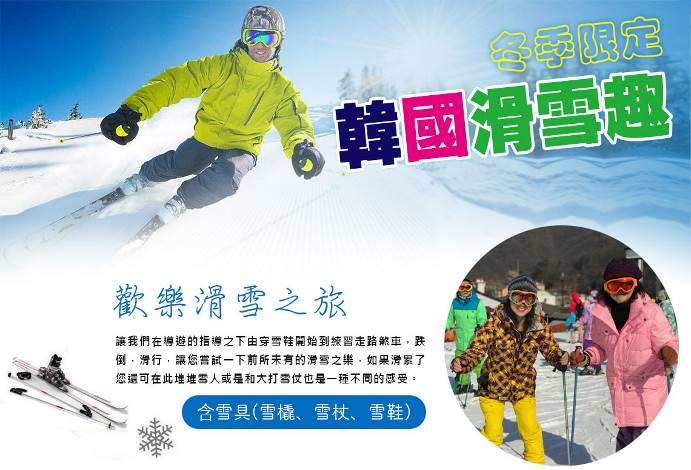 冬季限定
韓國滑雪趣
歡樂滑雪之旅
讓我們在導遊的指導之下由穿雪鞋開始到練習走路煞車，跌
倒，滑行，讓您嘗試一下前所未有的滑雪之樂，如果滑累了
您還可在此堆堆雪人或是和大打雪仗也是一種不同的感受。
含雪具(雪橇、雪杖、雪鞋)